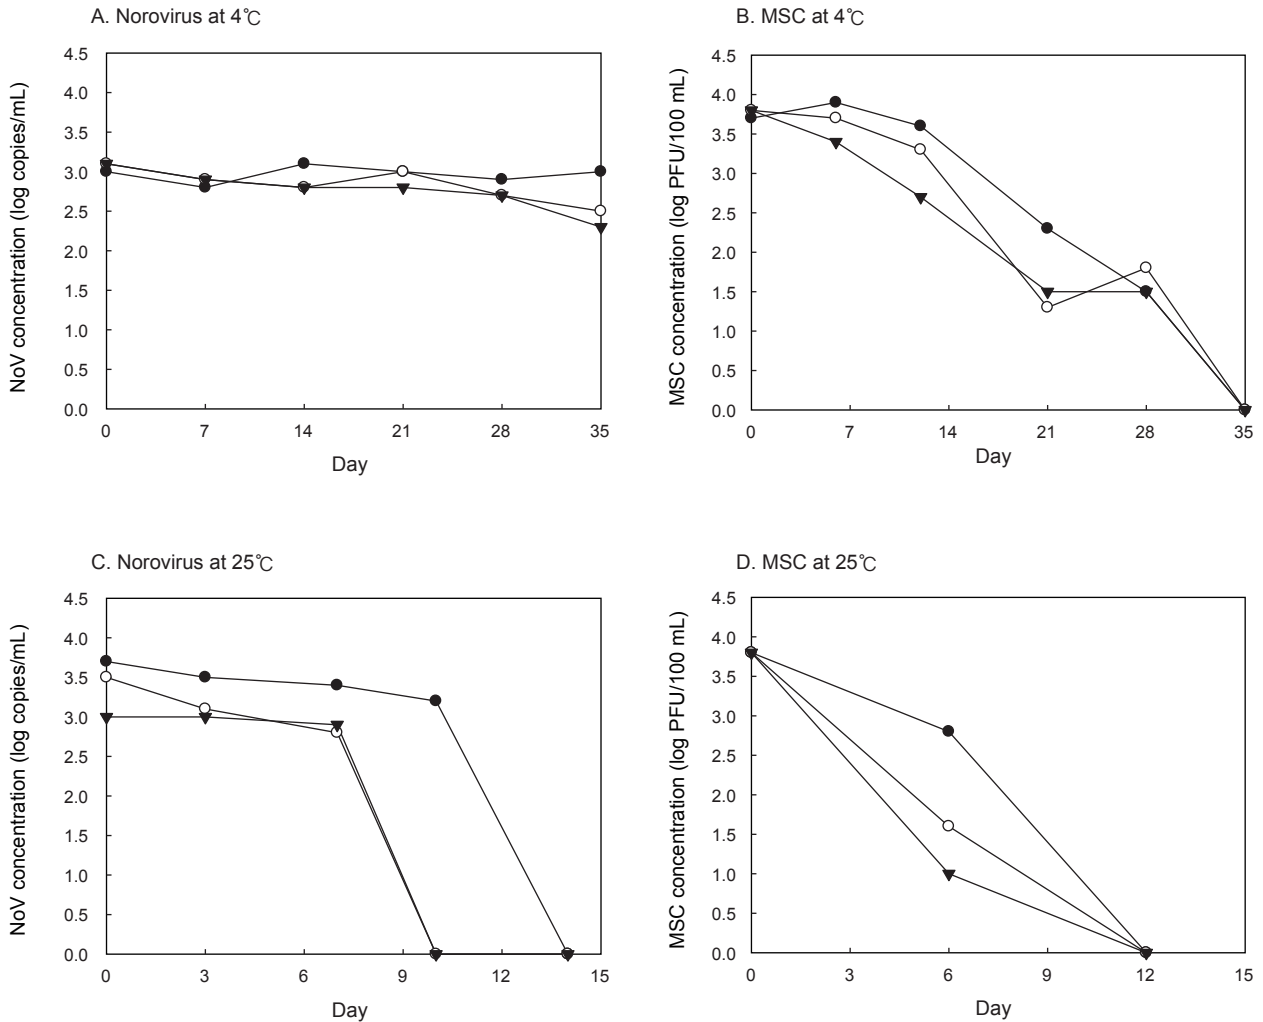 A. Norovirus at 4℃
NoV concentration (log copies/mL)
4.5
4.0
3.5
3.0
2.5
2.0
1.5
1.0
0.5
0.0
0 7 14 21 28 35
Day
B. MSC at 4℃
MSC concentration (log PFU/100 mL)
4.5
4.0
3.5
3.0
2.5
2.0
1.5
1.0
0.5
0.0
0 7 14 21 28 35
Day
C. Norovirus at 25℃
NoV concentration (log copies/mL)
4.5
4.0
3.5
3.0
2.5
2.0
1.5
1.0
0.5
0.0
0 3 6 9 12 15
Day
D. MSC at 25℃
MSC concentration (log PFU/100 mL)
4.5
4.0
3.5
3.0
2.5
2.0
1.5
1.0
0.5
0.0
0 3 6 9 12 15
Day